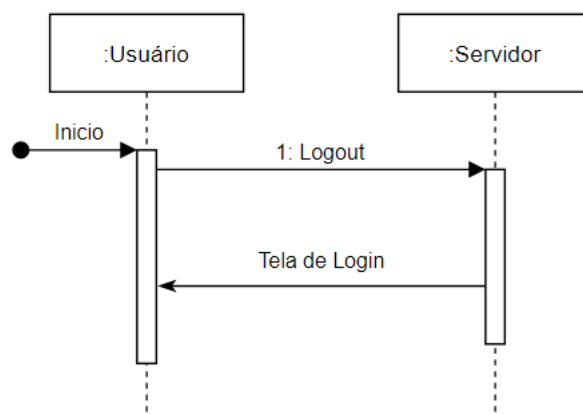 :Usuário
:Servidor
Inicio
1: Logout
Tela de Login